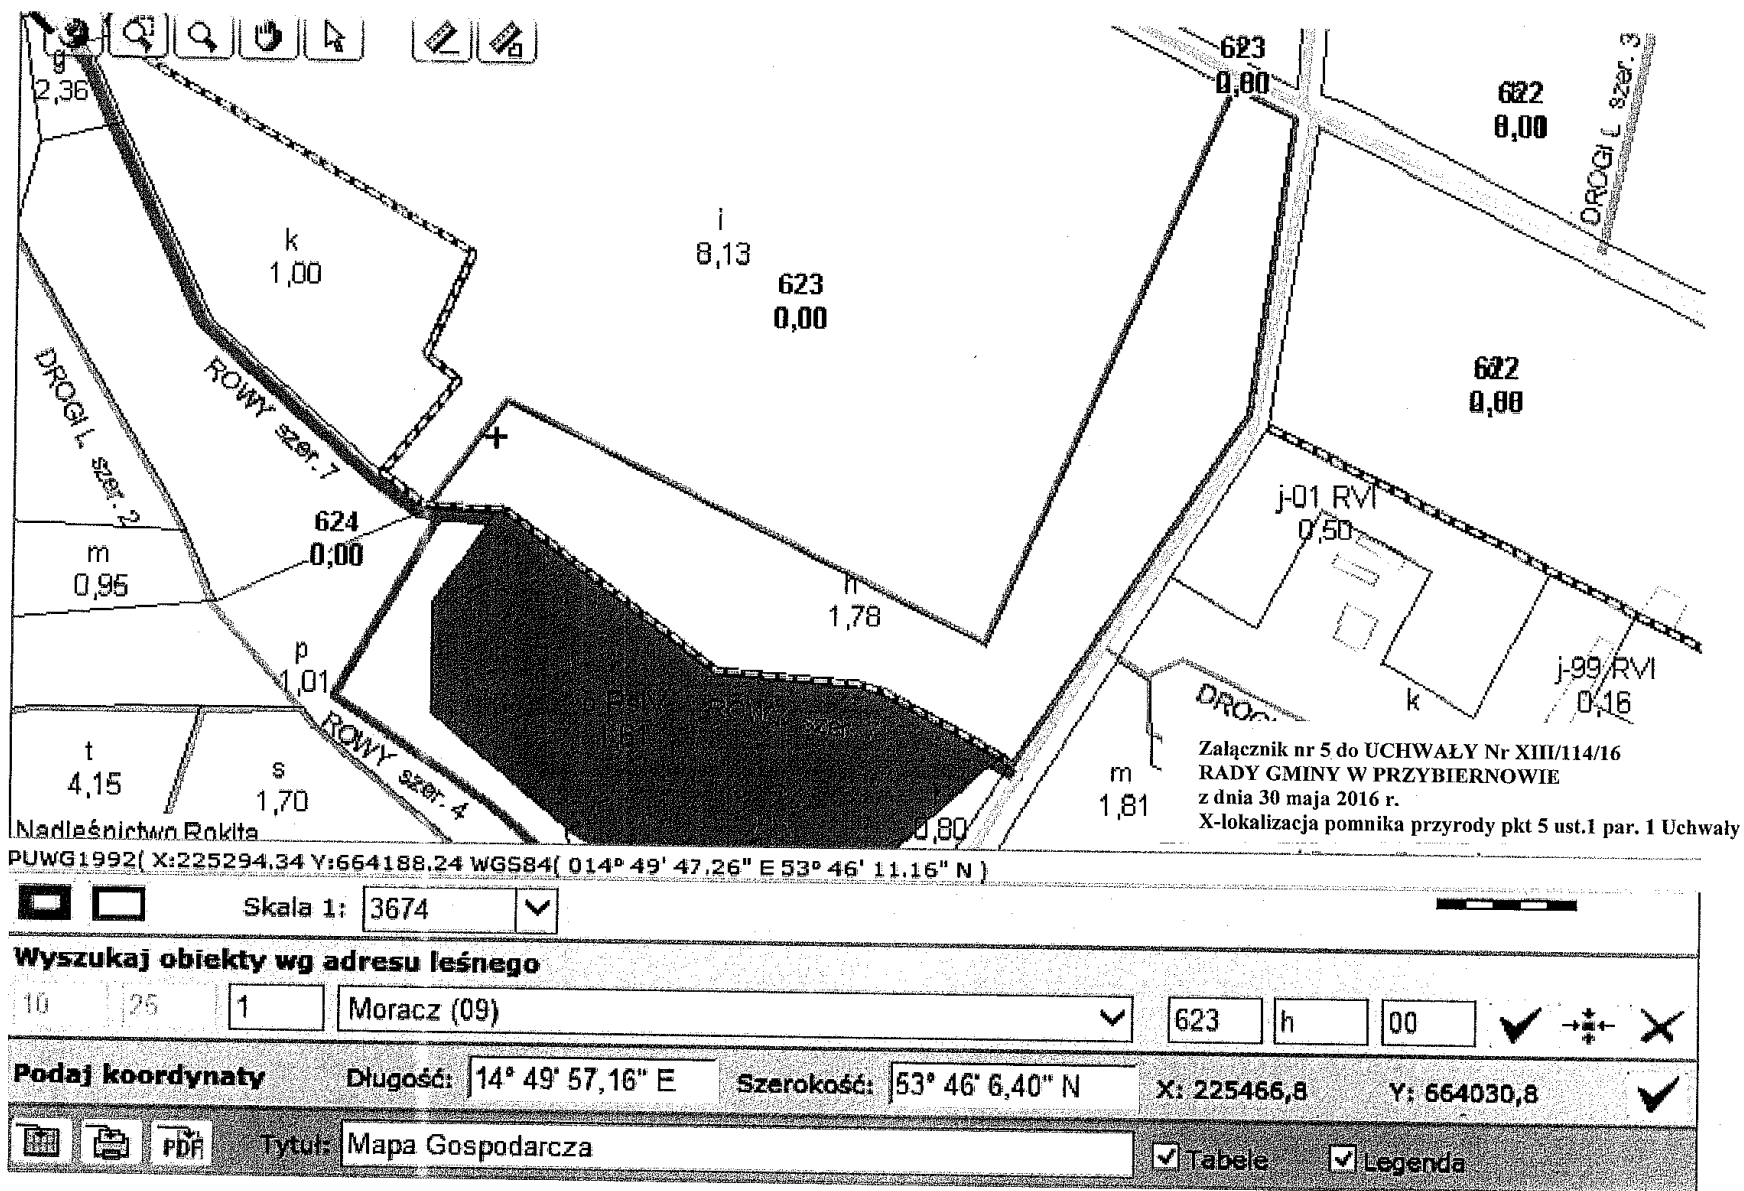 g
2,36
623
622
DROGI L szer. 3
k
1,00
i
8,13
623
0,00
DROGI L szer. 2
ROWY szer. 7
622
624
0,00
m
0,95
j-01 RVI
0,50
1,78
p
1,01
ROWY szer. 4
j-99 RVI
0,16
k
t
4,15
s
1,70
m
1,81
0,80
Załącznik nr 5 do UCHWAŁY Nr XIII/114/16
RADY GMINY W PRZYBIERNOWIE
z dnia 30 maja 2016 r.
X-lokalizacja pomnika przyrody pkt 5 ust.1 par. 1 Uchwały
Nadleśnictwo Rokita
PUWG1992( X:225294.34 Y:664188.24 WGS84( 014° 49' 47.26" E 53° 46' 11.16" N )
Skala 1: 3674
Wyszukaj obiekty wg adresu leśnego
10 25 1 Moracz (09) 623 h 00
Podaj koordynaty Długość: 14° 49' 57,16" E Szerokość: 53° 46' 6,40" N X: 225466,8 Y: 664030,8
PDF Tytuł: Mapa Gospodarcza Tabele Legenda